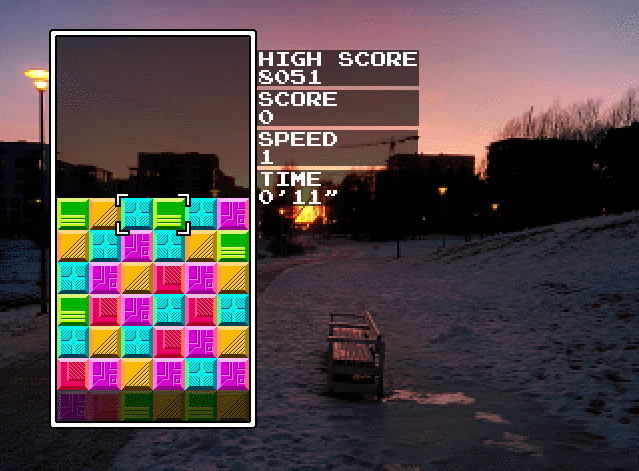 HIGH SCORE
8051
SCORE
0
SPEED
1
TIME
0'11"